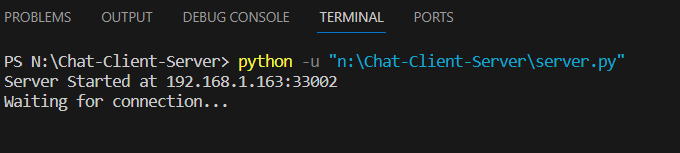 PROBLEMS OUTPUT DEBUG CONSOLE TERMINAL PORTS
PS N:\Chat-Client-Server> python -u "n:\Chat-Client-Server\server.py"
Server Started at 192.168.1.163:33002
Waiting for connection...